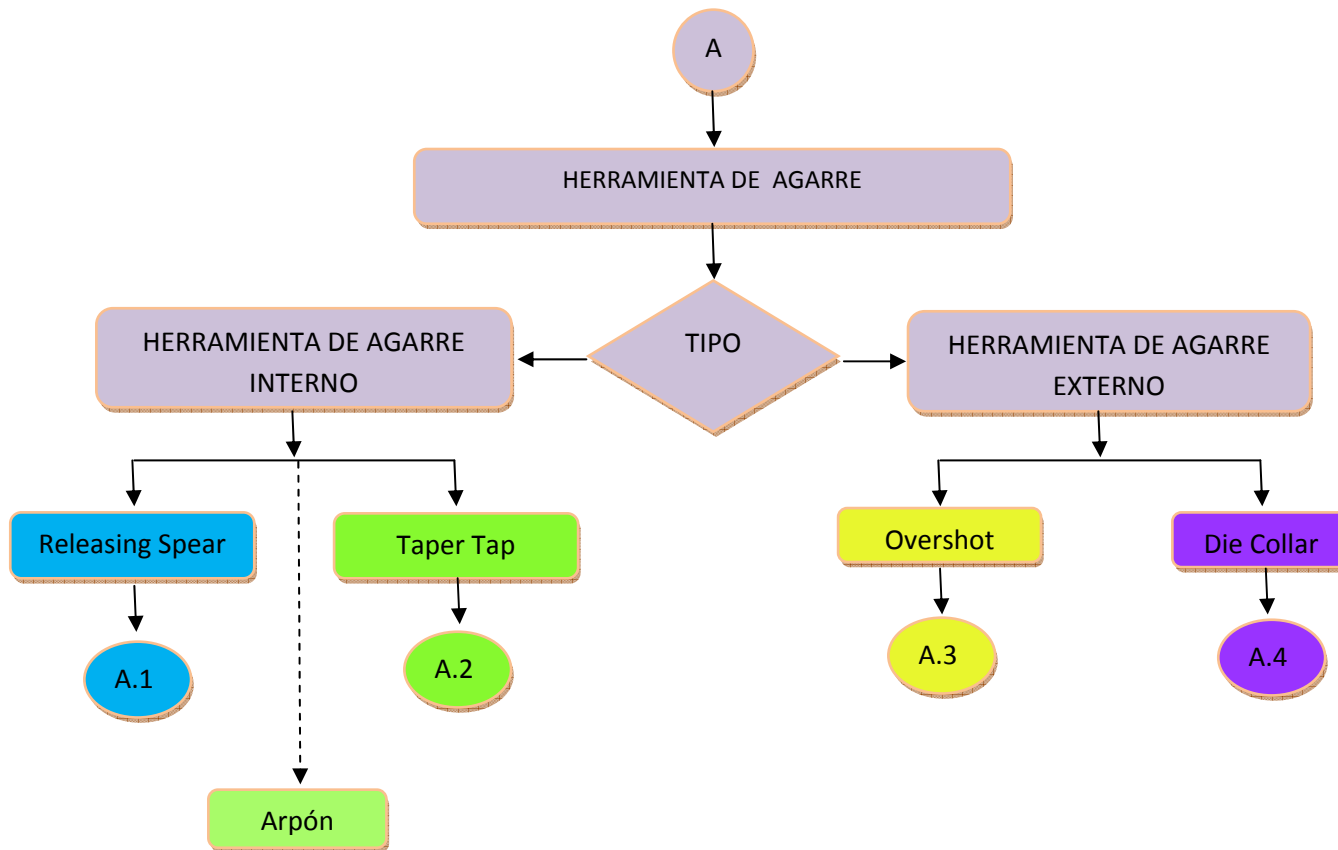 A
HERRAMIENTA DE AGARRE
TIPO
HERRAMIENTA DE AGARRE
INTERNO
HERRAMIENTA DE AGARRE
EXTERNO
Releasing Spear
Taper Tap
Overshot
Die Collar
A.1
A.2
A.3
A.4
Arpón